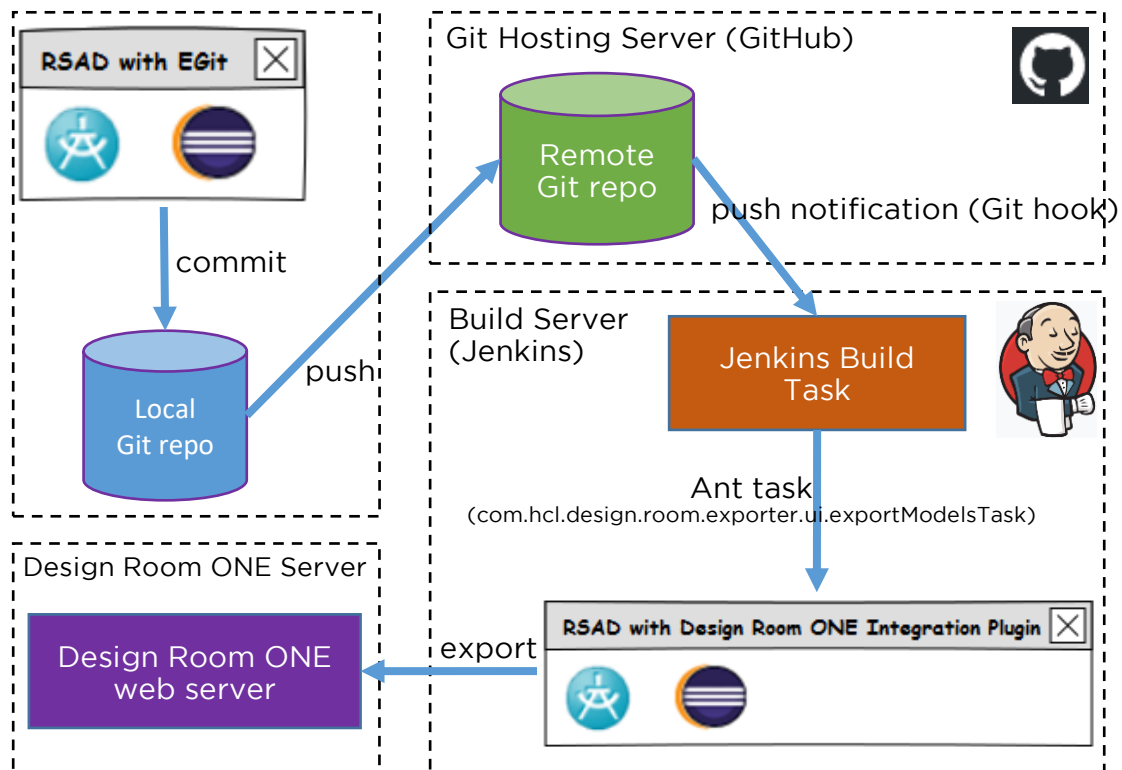 RSAD with EGit
commit
Local
Git repo
push
Git Hosting Server (GitHub)
Remote
Git repo
push notification (Git hook)
Build Server
(Jenkins)
Jenkins Build
Task
Ant task
(com.hcl.design.room.exporter.ui.exportModelsTask)
RSAD with Design Room ONE Integration Plugin
export
Design Room ONE Server
Design Room ONE
web server